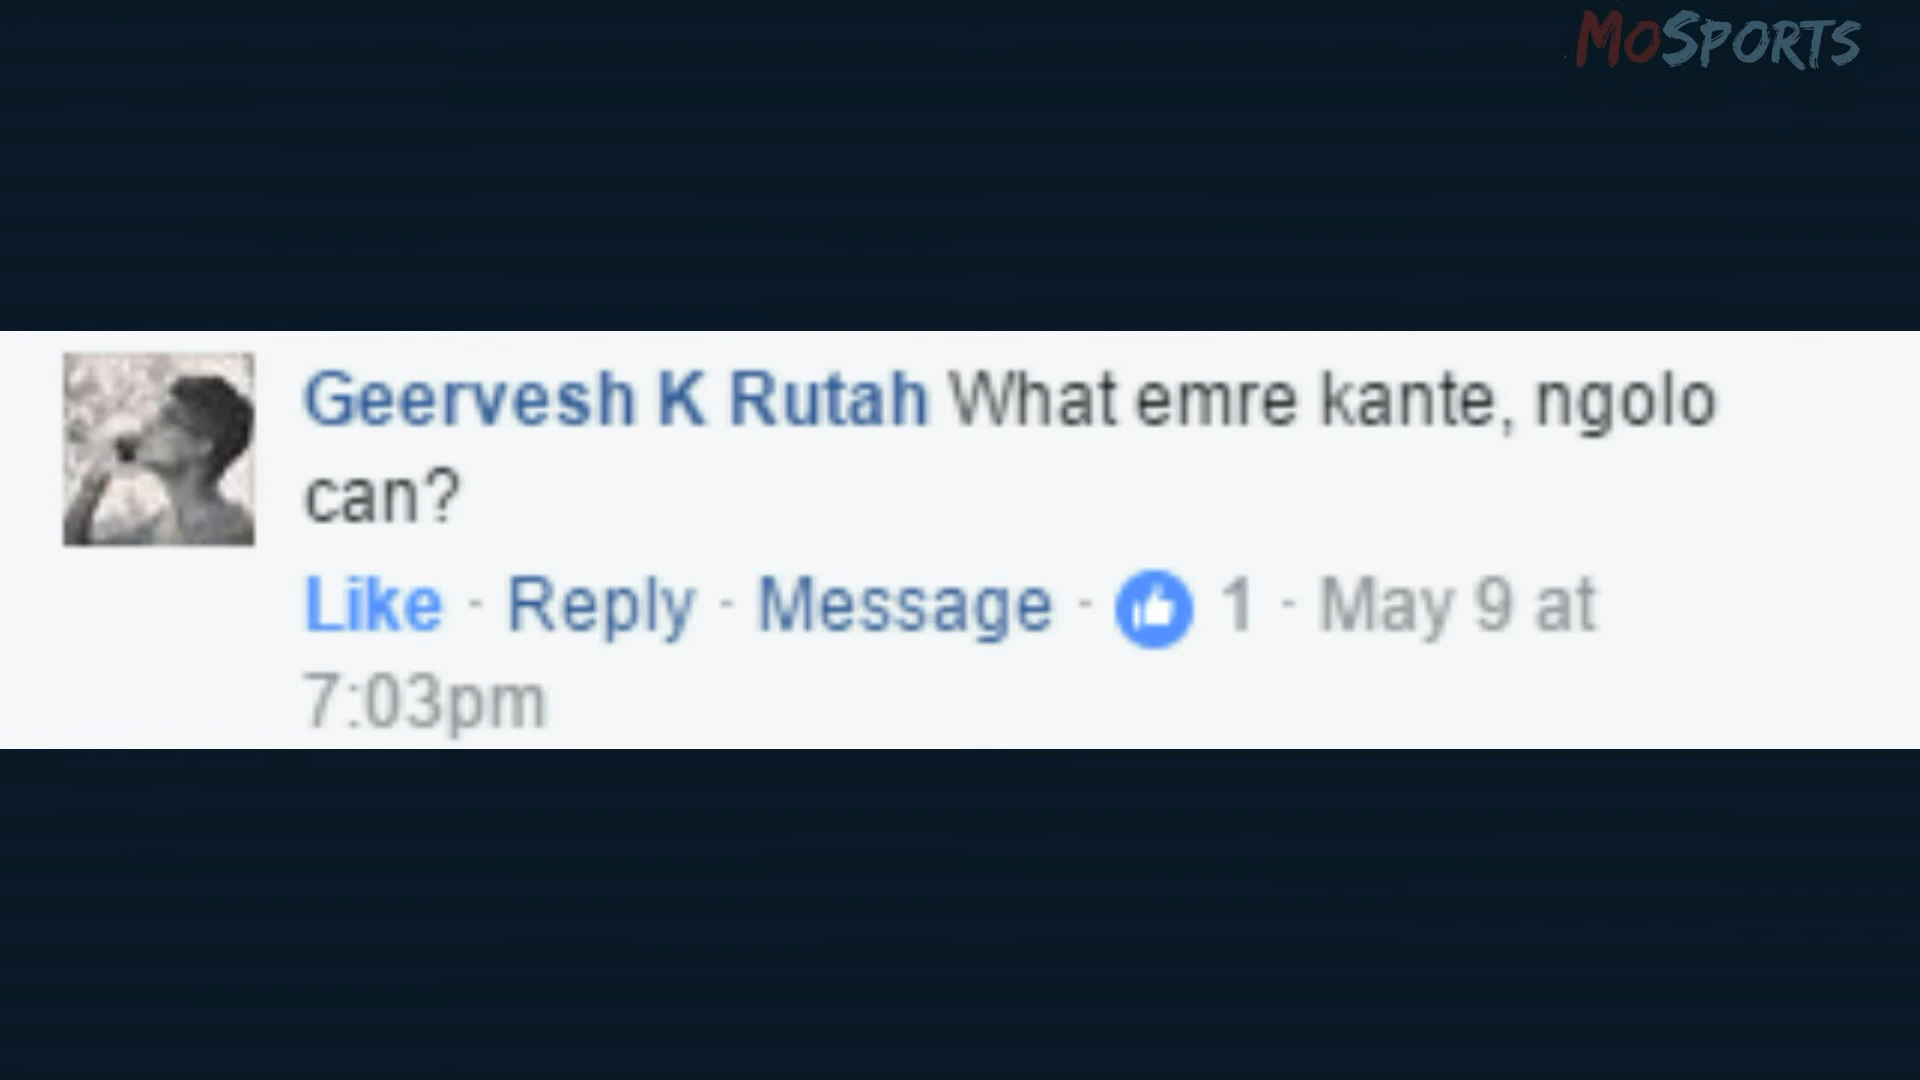 MoSports
Geervesh K Rutah What emre kante, ngolo
can?
Like · Reply · Message · 1 · May 9 at
7:03pm